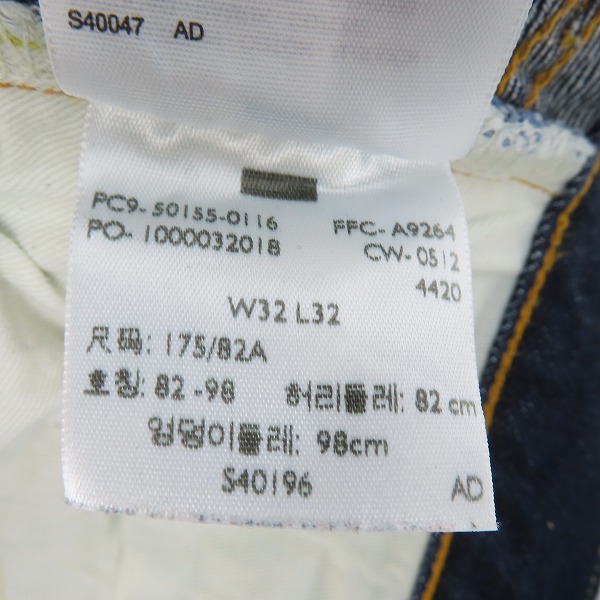 S40047 AD
PC9-50155-0116 FFC-A9264
PO-1000032018 CW-0512
4420
W32 L32
尺码: 175/82A
호칭: 82-98 허리둘레: 82 cm
엉덩이둘레: 98cm
S40196 AD